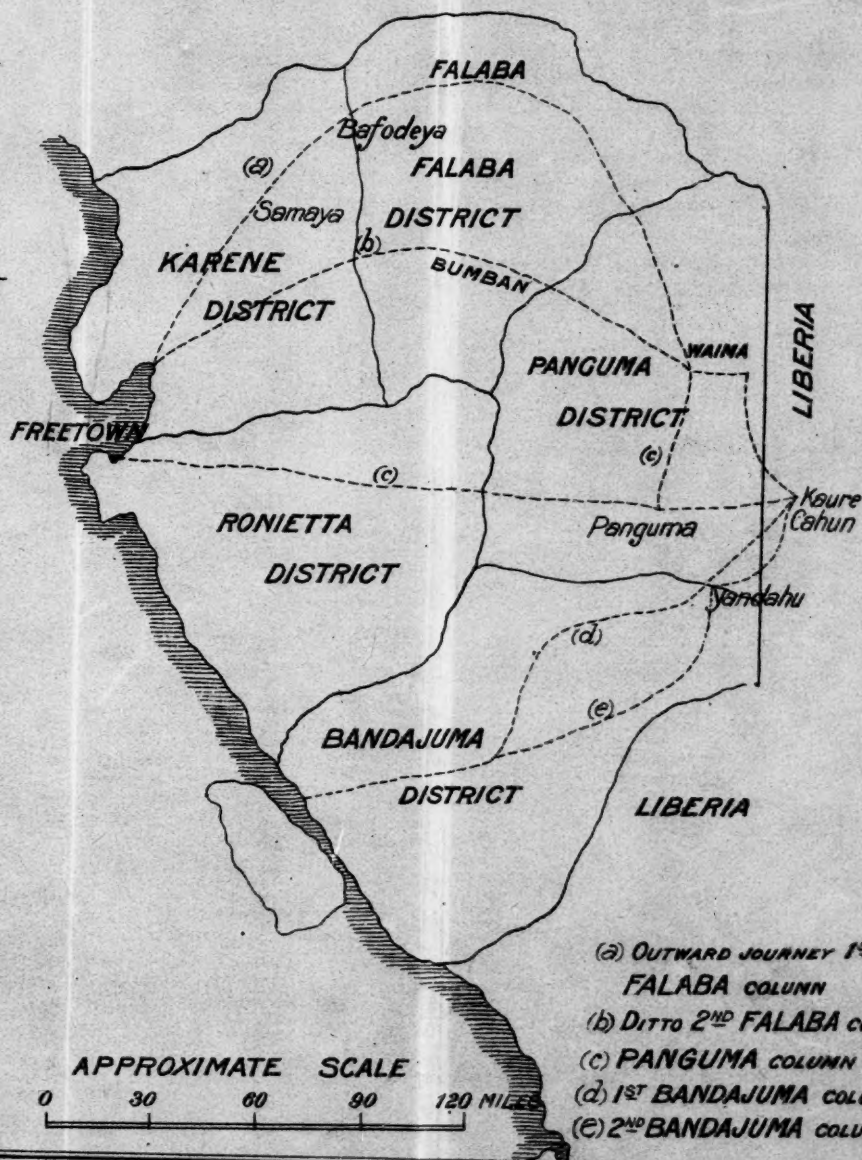 FALABA
Bafodeya
(a)
FALABA
DISTRICT
Samaya
(b)
KARENE
DISTRICT
BUMBAN
LIBERIA
WAIMA
PANGUMA
DISTRICT
FREETOWN
(c)
(c)
Kaure
Cahun
Panguma
RONIETTA
DISTRICT
Yandahu
(d)
(e)
BANDAJUMA
DISTRICT
LIBERIA
(a) OUTWARD JOURNEY
FALABA COLUMN
(b) DITTO 2ND FALABA
(c) PANGUMA COLUMN
(d) 1ST BANDAJUMA
(e) 2ND BANDAJUMA
APPROXIMATE SCALE
0 30 60 90 120 MILES